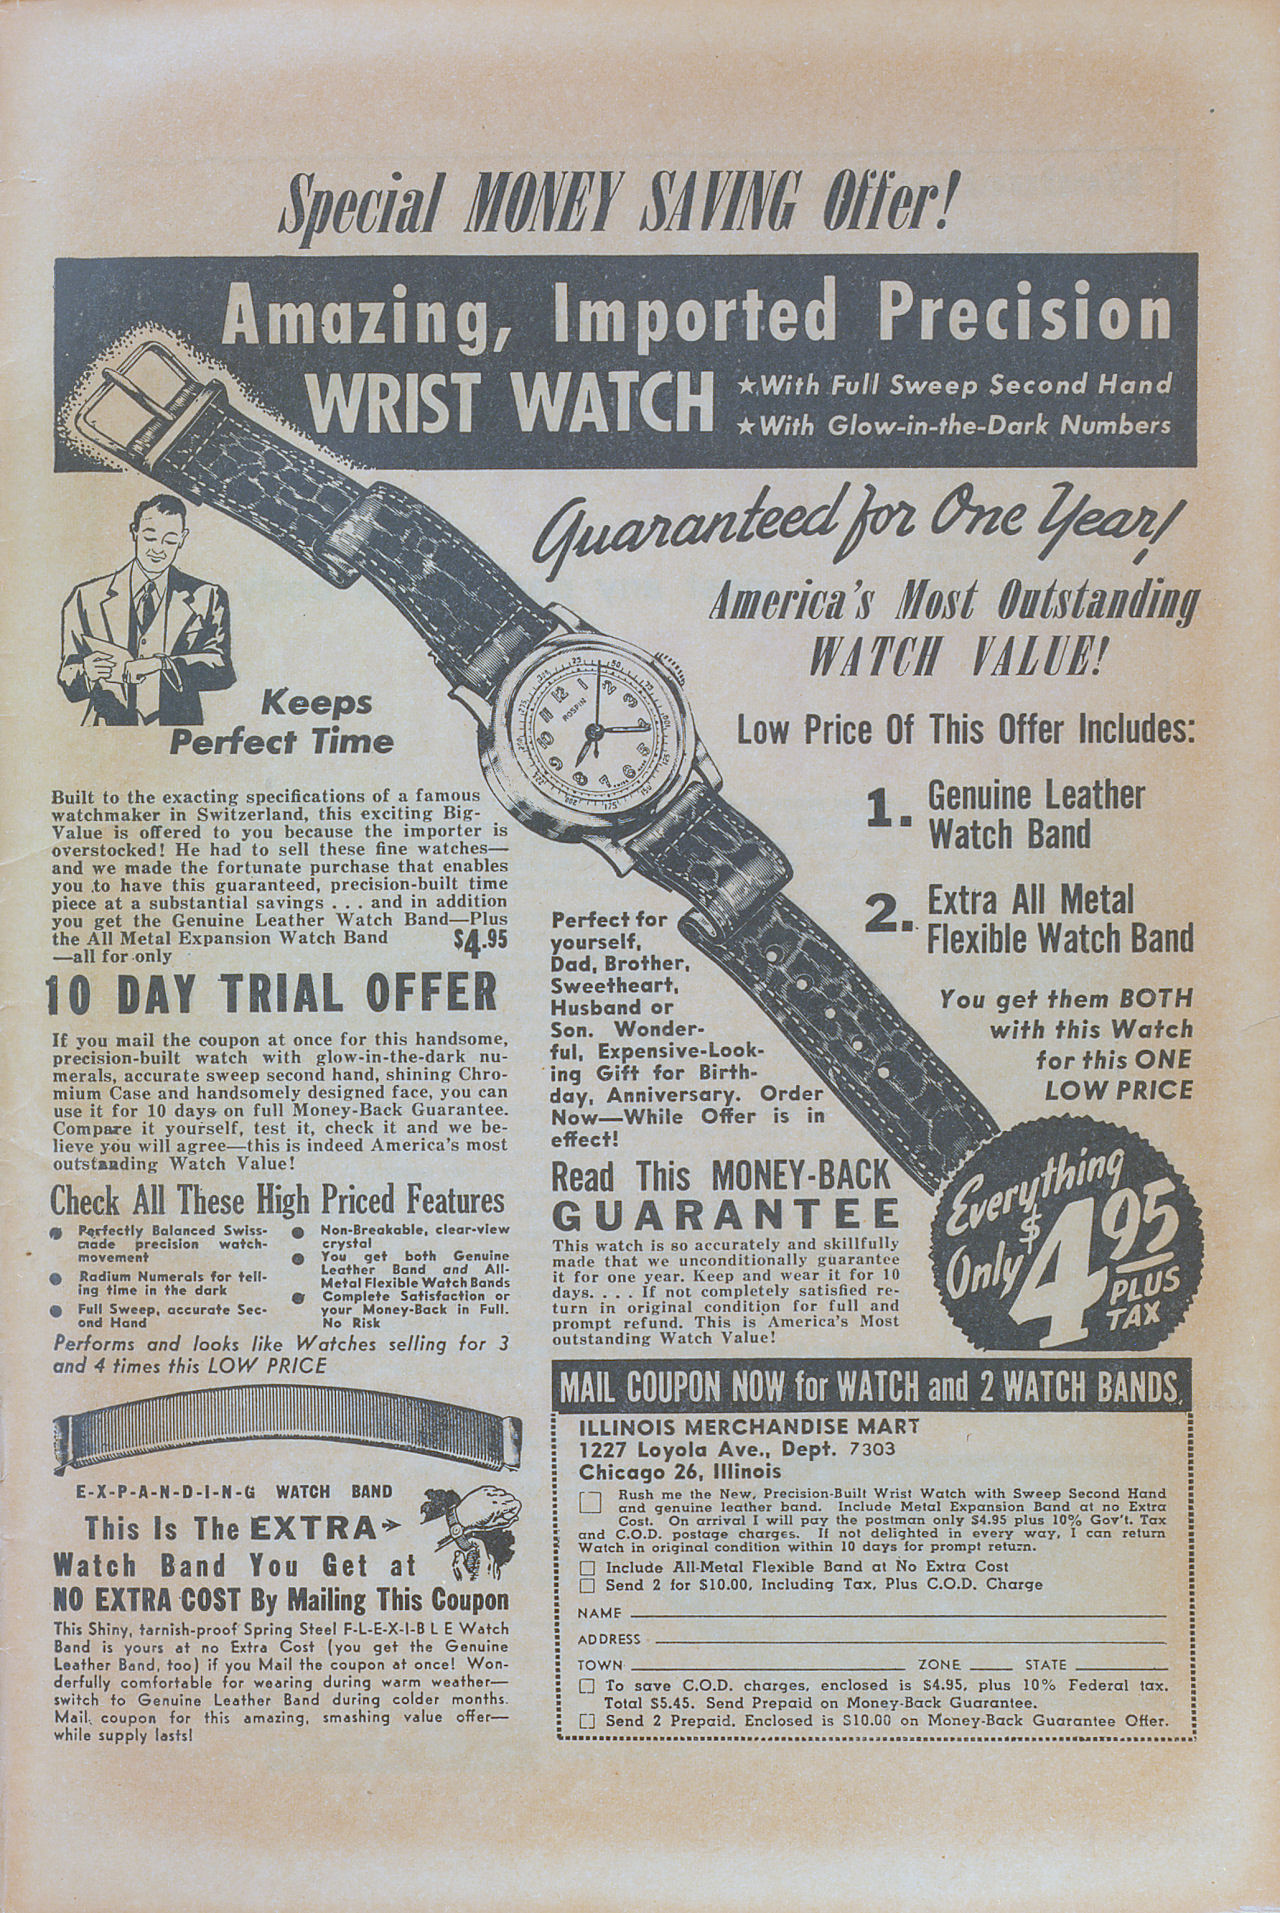 Special MONEY SAVING Offer!
Amazing, Imported Precision
WRIST WATCH
★With Full Sweep Second Hand
★With Glow-in-the-Dark Numbers
Guaranteed for One Year!
America's Most Outstanding
WATCH VALUE!
Keeps
Perfect Time
ROSPIN
Low Price Of This Offer Includes:
1. Genuine Leather
Watch Band
2. Extra All Metal
Flexible Watch Band
You get them BOTH
with this Watch
for this ONE
LOW PRICE
Everything
Only $4.95
PLUS
TAX
Built to the exacting specifications of a famous
watchmaker in Switzerland, this exciting Big-
Value is offered to you because the importer is
overstocked! He had to sell these fine watches—
and we made the fortunate purchase that enables
you to have this guaranteed, precision-built time
piece at a substantial savings . . . and in addition
you get the Genuine Leather Watch Band—Plus
the All Metal Expansion Watch Band $4.95
—all for only
10 DAY TRIAL OFFER
If you mail the coupon at once for this handsome,
precision-built watch with glow-in-the-dark nu-
merals, accurate sweep second hand, shining Chro-
mium Case and handsomely designed face, you can
use it for 10 days on full Money-Back Guarantee.
Compare it yourself, test it, check it and we be-
lieve you will agree—this is indeed America's most
outstanding Watch Value!
Check All These High Priced Features
● Perfectly Balanced Swiss-
made precision watch-
movement
● Radium Numerals for tell-
ing time in the dark
● Full Sweep, accurate Sec-
ond Hand
● Non-Breakable, clear-view
crystal
● You get both Genuine
Leather Band and All-
Metal Flexible Watch Bands
● Complete Satisfaction or
your Money-Back in Full.
No Risk
Performs and looks like Watches selling for 3
and 4 times this LOW PRICE
E-X-P-A-N-D-I-N-G WATCH BAND
This Is The EXTRA
Watch Band You Get at
NO EXTRA COST By Mailing This Coupon
This Shiny, tarnish-proof Spring Steel F-L-E-X-I-B L E Watch
Band is yours at no Extra Cost (you get the Genuine
Leather Band, too) if you Mail the coupon at once! Won-
derfully comfortable for wearing during warm weather—
switch to Genuine Leather Band during colder months.
Mail coupon for this amazing, smashing value offer—
while supply lasts!
Perfect for
yourself,
Dad, Brother,
Sweetheart,
Husband or
Son. Wonder-
ful, Expensive-Look-
ing Gift for Birth-
day, Anniversary. Order
Now—While Offer is in
effect!
Read This MONEY-BACK
GUARANTEE
This watch is so accurately and skillfully
made that we unconditionally guarantee
it for one year. Keep and wear it for 10
days. . . . If not completely satisfied re-
turn in original condition for full and
prompt refund. This is America's Most
outstanding Watch Value!
MAIL COUPON NOW for WATCH and 2 WATCH BANDS.
ILLINOIS MERCHANDISE MART
1227 Loyola Ave., Dept. 7303
Chicago 26, Illinois
Rush me the New, Precision-Built Wrist Watch with Sweep Second Hand
and genuine leather band. Include Metal Expansion Band at no Extra
Cost. On arrival I will pay the postman only $4.95 plus 10% Gov't. Tax
and C.O.D. postage charges. If not delighted in every way, I can return
Watch in original condition within 10 days for prompt return.
Include All-Metal Flexible Band at No Extra Cost
Send 2 for $10.00, Including Tax, Plus C.O.D. Charge
NAME
ADDRESS
TOWN ZONE STATE
To save C.O.D. charges, enclosed is $4.95, plus 10% Federal tax.
Total $5.45. Send Prepaid on Money-Back Guarantee.
Send 2 Prepaid. Enclosed is $10.00 on Money-Back Guarantee Offer.